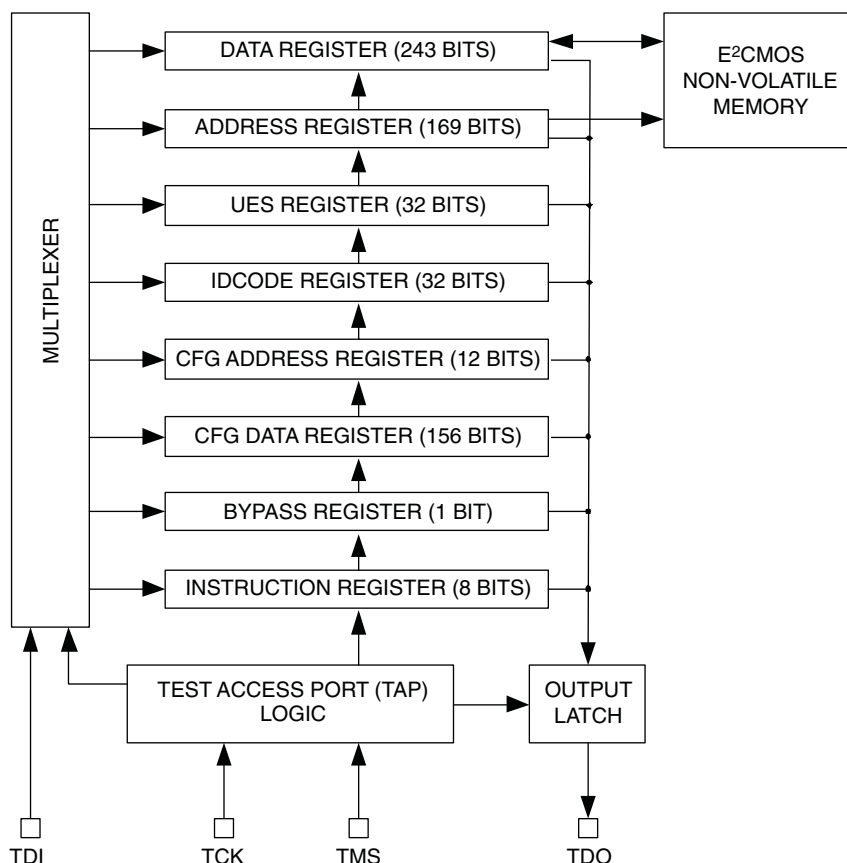 DATA REGISTER (243 BITS)
E²CMOS
NON-VOLATILE
MEMORY
ADDRESS REGISTER (169 BITS)
UES REGISTER (32 BITS)
IDCODE REGISTER (32 BITS)
MULTIPLEXER
CFG ADDRESS REGISTER (12 BITS)
CFG DATA REGISTER (156 BITS)
BYPASS REGISTER (1 BIT)
INSTRUCTION REGISTER (8 BITS)
TEST ACCESS PORT (TAP)
LOGIC
OUTPUT
LATCH
TDI
TCK
TMS
TDO